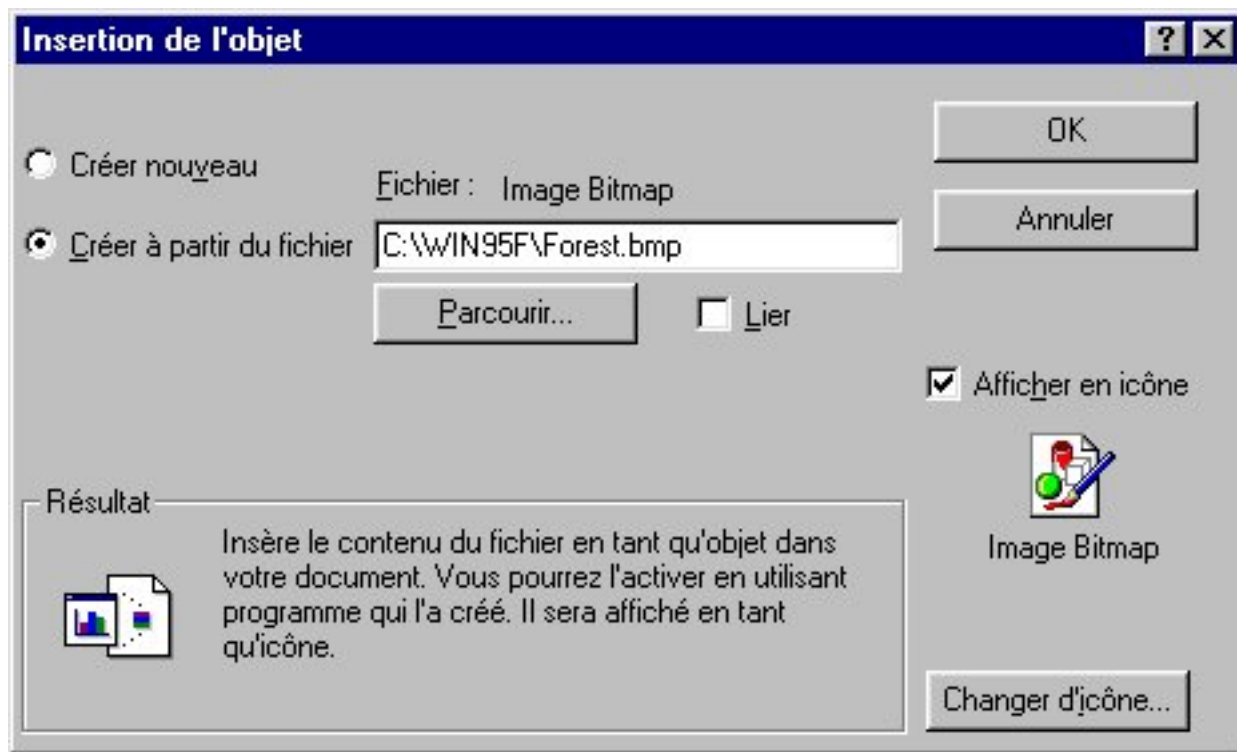 Insertion de l'objet
Créer nouveau
Créer à partir du fichier
Fichier : Image Bitmap
C:\WIN95F\Forest.bmp
Parcourir...
Lier
OK
Annuler
Afficher en icône
Image Bitmap
Changer d'icône...
Résultat
Insère le contenu du fichier en tant qu'objet dans
votre document. Vous pourrez l'activer en utilisant
programme qui l'a créé. Il sera affiché en tant
qu'icône.